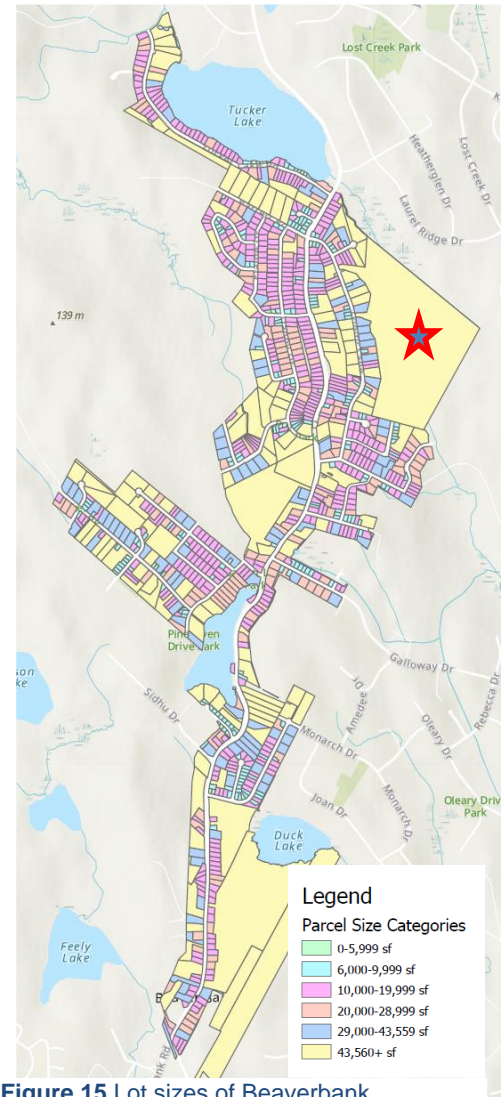 Lost Creek Park
Tucker
Lake
Heatherglen Dr
Lost Creek Dr
Laurel Ridge Dr
139 m
Drive Park
Sidhu Dr
Galloway Dr
Amedee Dr
Rebecca Dr
Oleary Dr
Monarch Dr
Monarch Dr
Joan Dr
Oleary Driv
Park
Duck
Lake
Feely
Lake
Legend
Parcel Size Categories
0-5,999 sf
6,000-9,999 sf
10,000-19,999 sf
20,000-28,999 sf
29,000-43,559 sf
43,560+ sf
Figure 15 Lot sizes of Beaverbank